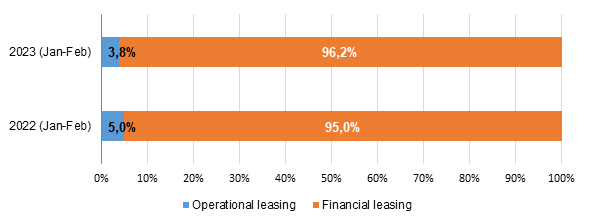 2023 (Jan-Feb) 3,8% 96,2%
2022 (Jan-Feb) 5,0% 95,0%
0% 10% 20% 30% 40% 50% 60% 70% 80% 90% 100%
Operational leasing Financial leasing